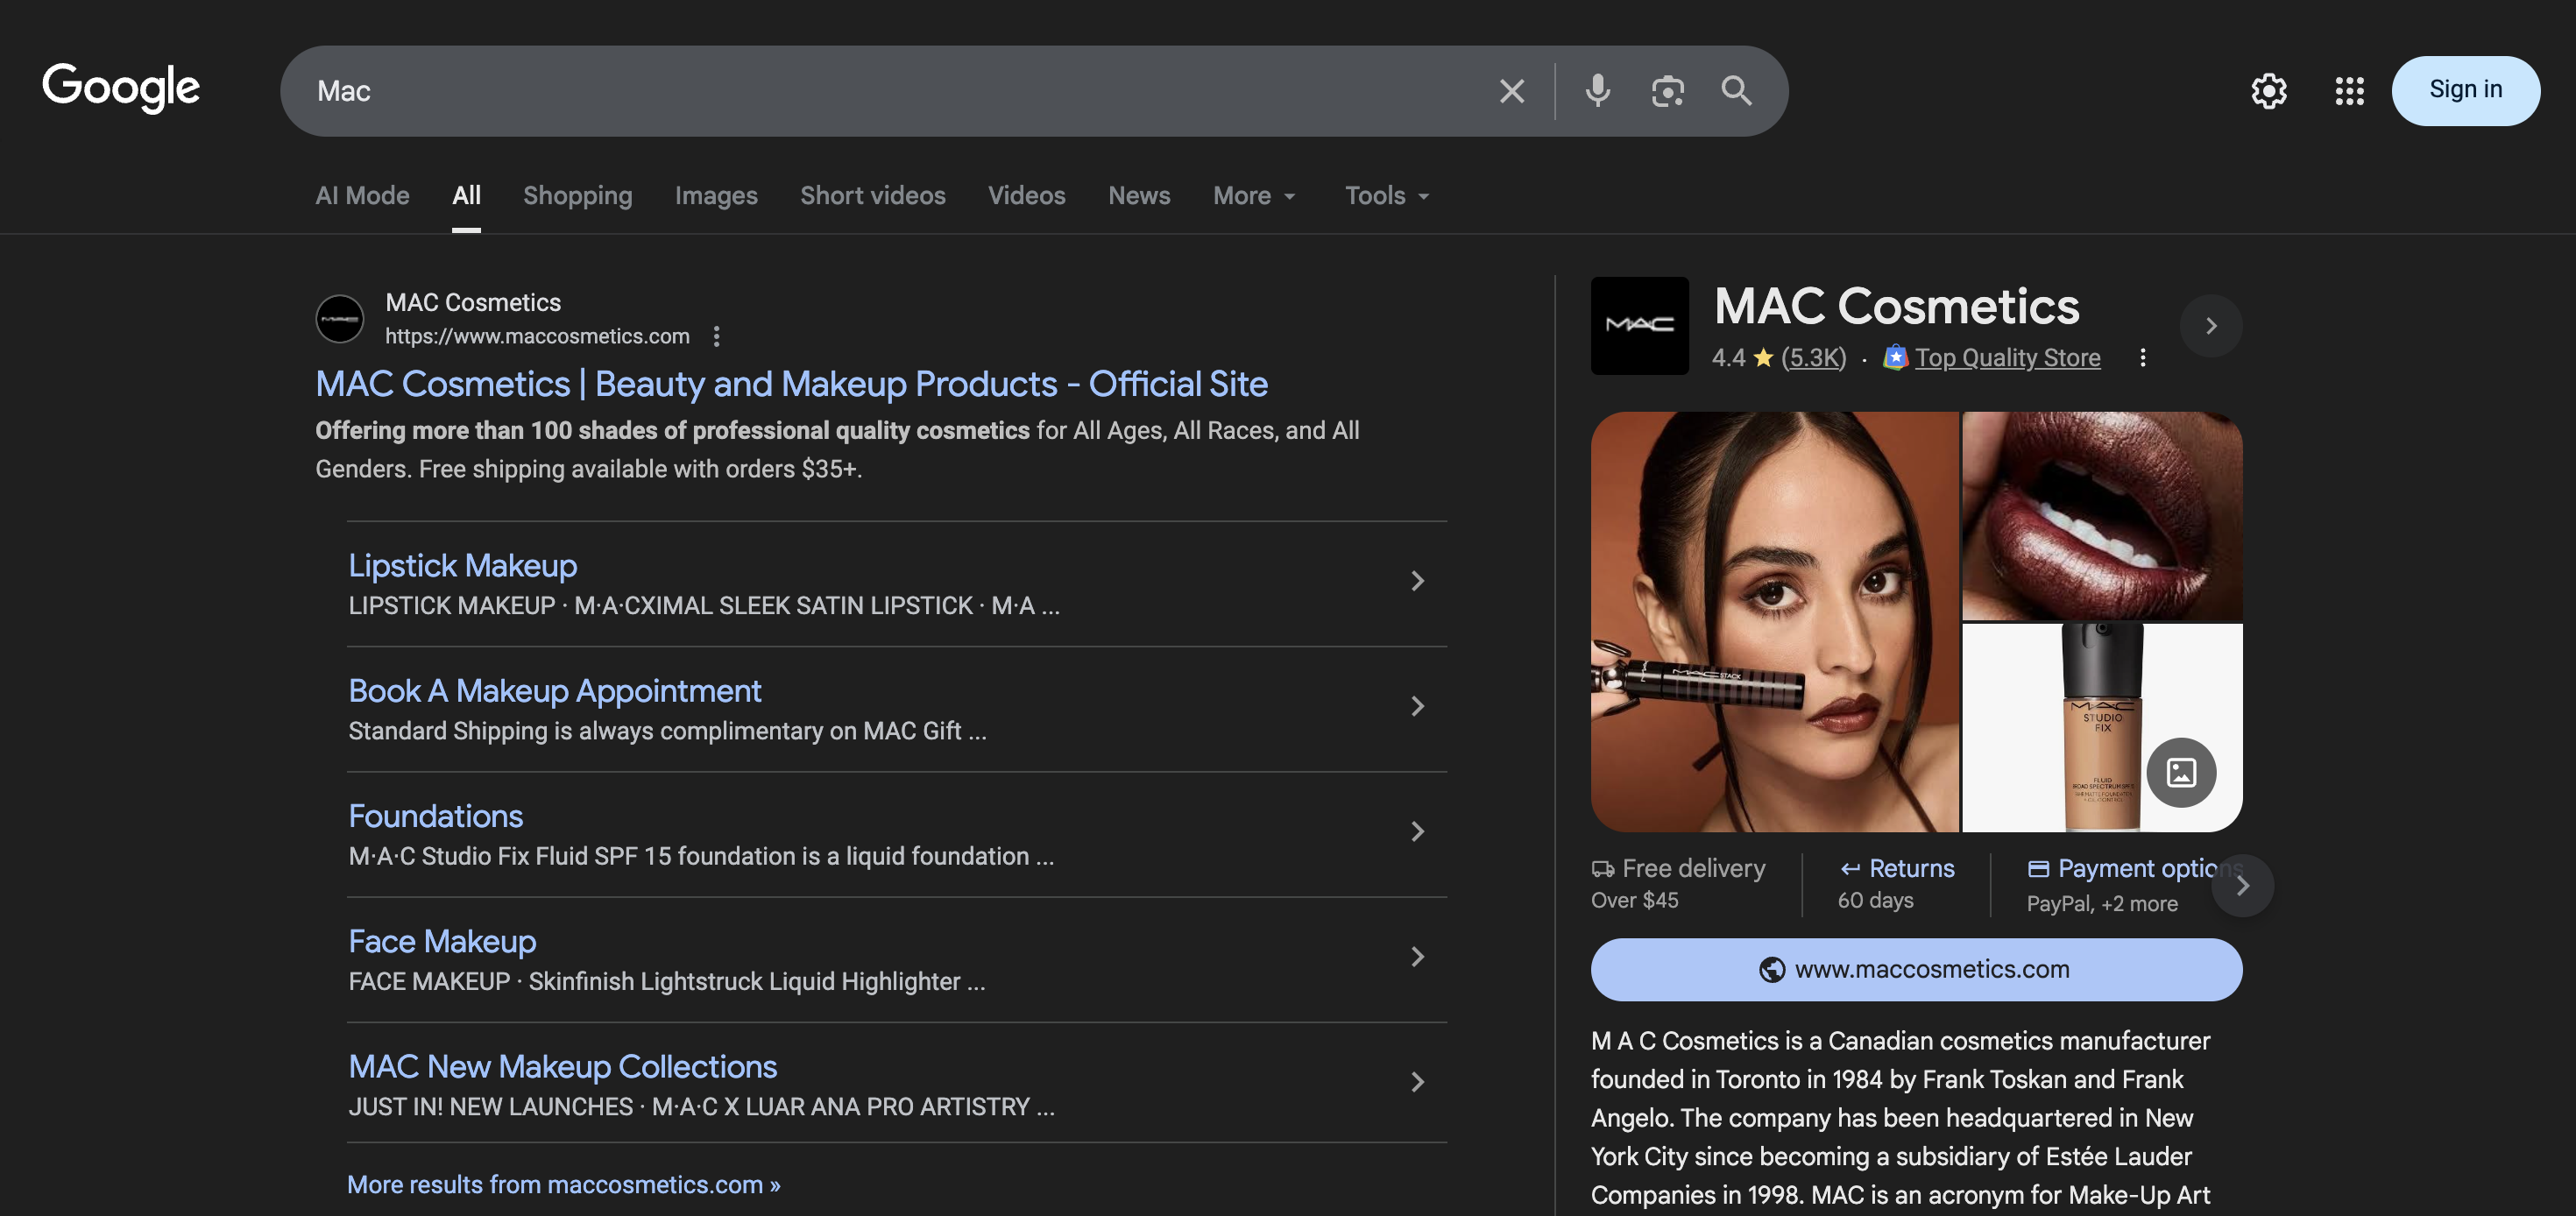 Google
Mac
Sign in
AI Mode
All
Shopping
Images
Short videos
Videos
News
More
Tools
MAC Cosmetics
https://www.maccosmetics.com
MAC Cosmetics | Beauty and Makeup Products - Official Site
Offering more than 100 shades of professional quality cosmetics for All Ages, All Races, and All
Genders. Free shipping available with orders $35+.
Lipstick Makeup
LIPSTICK MAKEUP · M·A·CXIMAL SLEEK SATIN LIPSTICK · M·A ...
Book A Makeup Appointment
Standard Shipping is always complimentary on MAC Gift ...
Foundations
M·A·C Studio Fix Fluid SPF 15 foundation is a liquid foundation ...
Face Makeup
FACE MAKEUP · Skinfinish Lightstruck Liquid Highlighter ...
MAC New Makeup Collections
JUST IN! NEW LAUNCHES · M·A·C X LUAR ANA PRO ARTISTRY ...
More results from maccosmetics.com »
MAC
MAC Cosmetics
4.4 (5.3K) · Top Quality Store
MAC STACK
MAC
STUDIO
FIX
FLUID
Free delivery
Over $45
Returns
60 days
Payment options
PayPal, +2 more
www.maccosmetics.com
M A C Cosmetics is a Canadian cosmetics manufacturer
founded in Toronto in 1984 by Frank Toskan and Frank
Angelo. The company has been headquartered in New
York City since becoming a subsidiary of Estée Lauder
Companies in 1998. MAC is an acronym for Make-Up Art